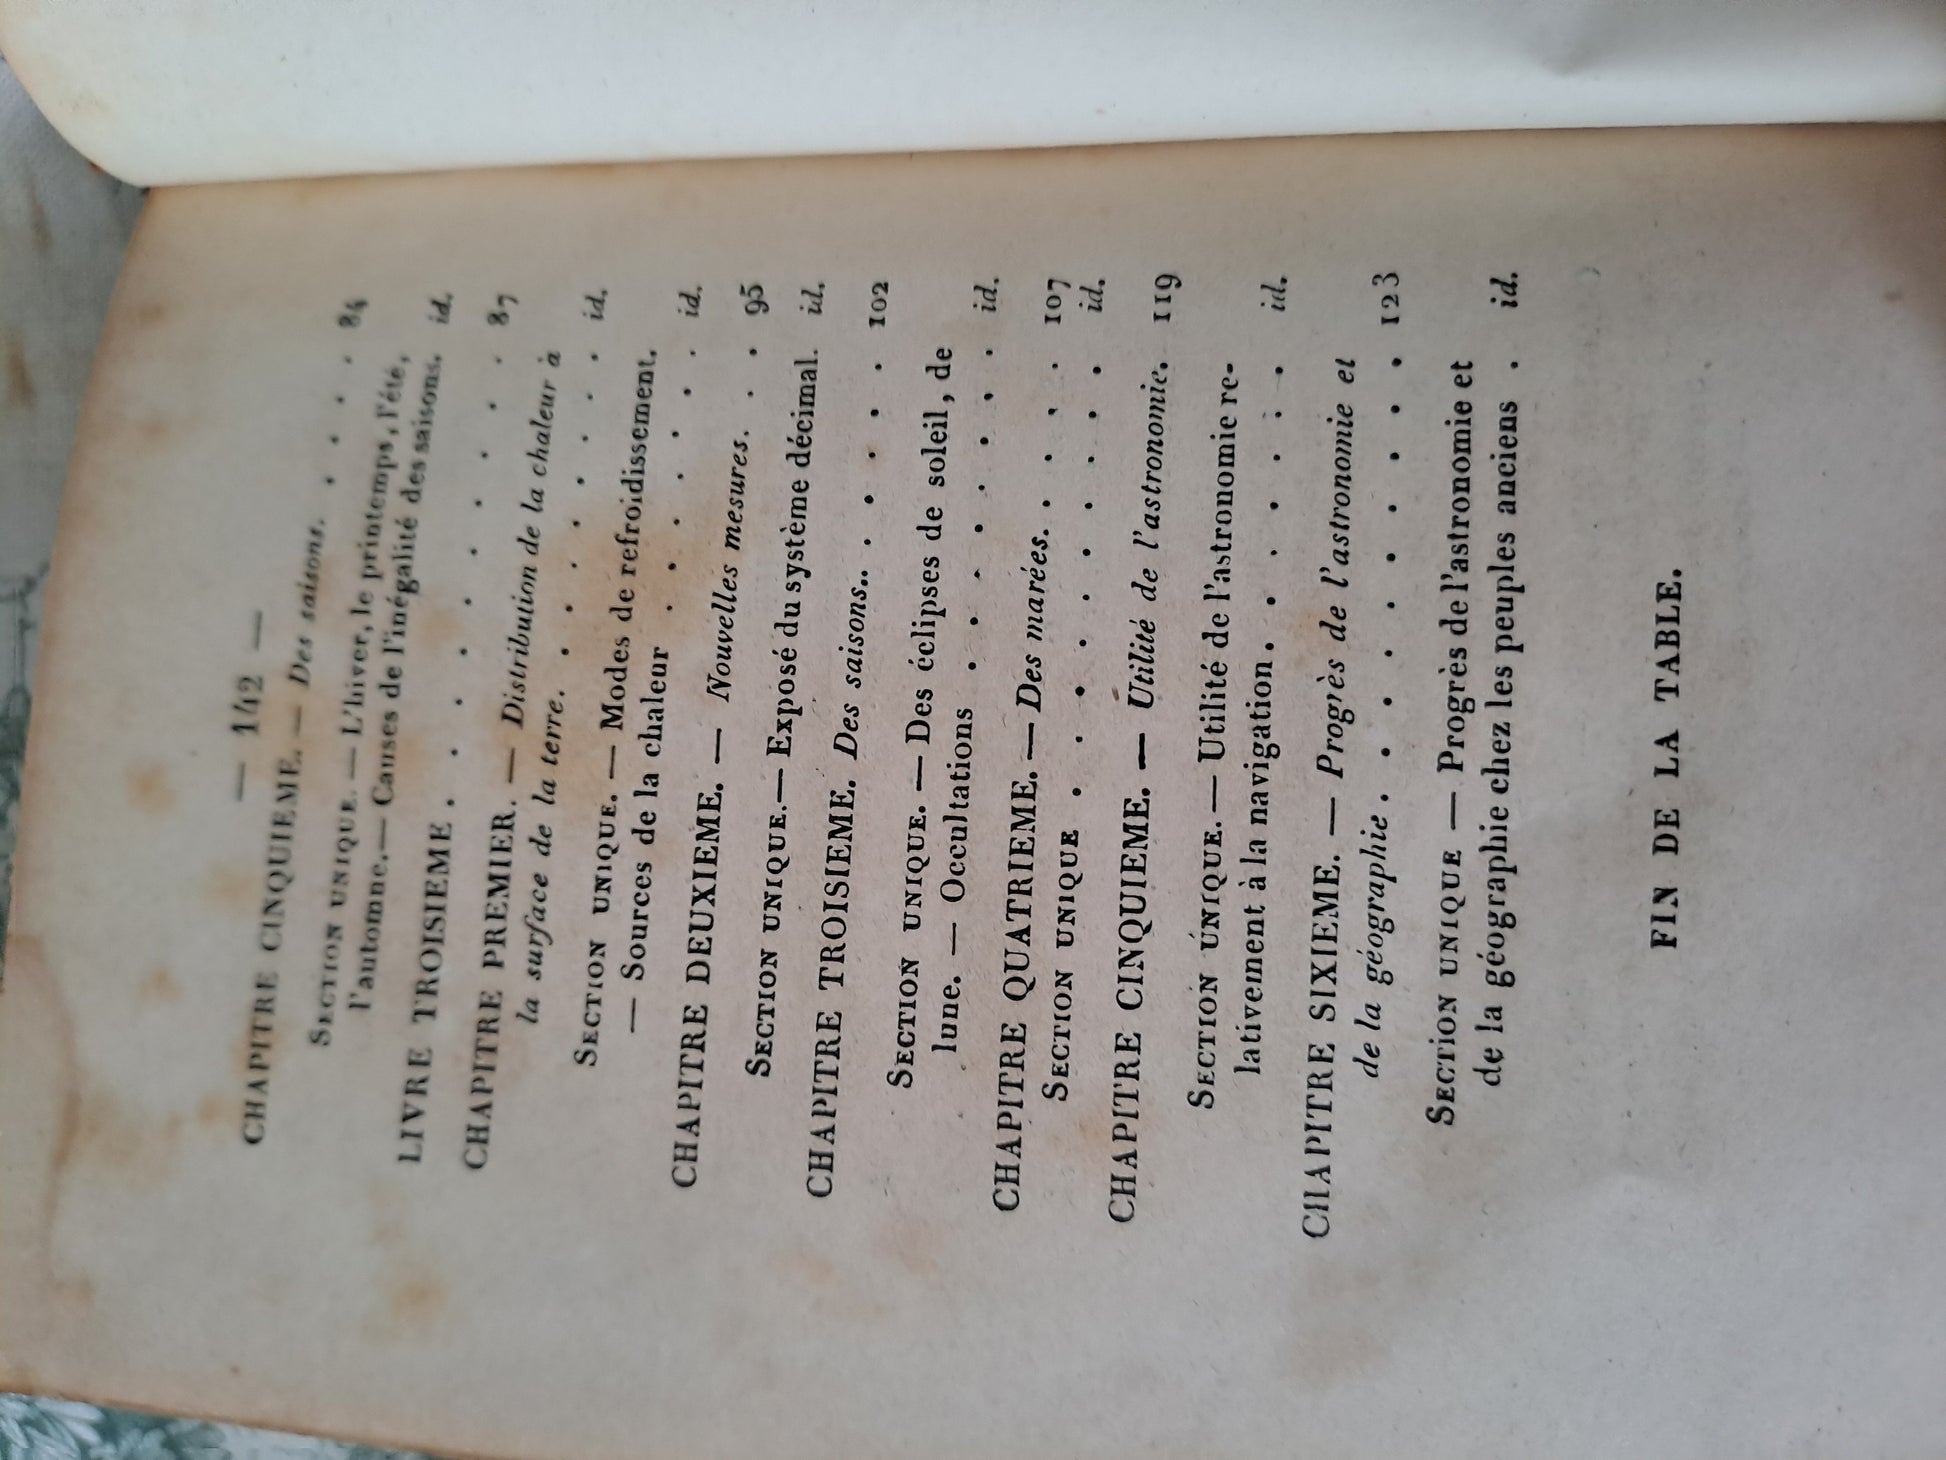 — 142 —
CHAPITRE CINQUIEME. — Des saisons. . . . . 84
SECTION UNIQUE. — L'hiver, le printemps, l'été,
l'automne. — Causes de l'inégalité des saisons. id.
LIVRE TROISIEME . . . . . . . . . . 87
CHAPITRE PREMIER. — Distribution de la chaleur à
la surface de la terre. . . . . . . . id.
SECTION UNIQUE. — Modes de refroidissement.
— Sources de la chaleur . . . . . . id.
CHAPITRE DEUXIEME. — Nouvelles mesures. . . 95
SECTION UNIQUE. — Exposé du système décimal. id.
CHAPITRE TROISIEME. Des saisons.. . . . . . 102
SECTION UNIQUE. — Des éclipses de soleil, de
lune. — Occultations . . . . . . . . id.
CHAPITRE QUATRIEME. — Des marées. . . . . 107
SECTION UNIQUE . . . . . . . . . . id.
CHAPITRE CINQUIEME. — Utilité de l'astronomie. 119
SECTION UNIQUE. — Utilité de l'astronomie re-
lativement à la navigation. . . . . . . id.
CHAPITRE SIXIEME. — Progrès de l'astronomie et
de la géographie. . . . . . . . . . 123
SECTION UNIQUE — Progrès de l'astronomie et
de la géographie chez les peuples anciens . id.
FIN DE LA TABLE.